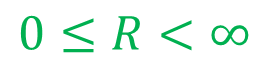 0 ≤ R < ∞